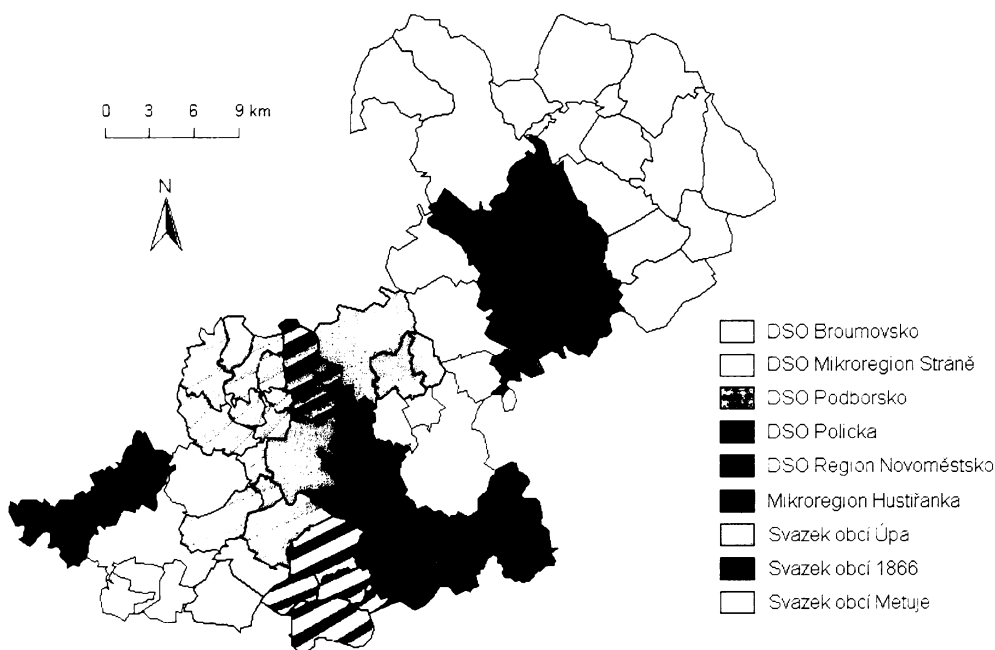 0 3 6 9 km
N
DSO Broumovsko
DSO Mikroregion Stráně
DSO Podborsko
DSO Policka
DSO Region Novoměstsko
Mikroregion Hustířanka
Svazek obcí Úpa
Svazek obcí 1866
Svazek obcí Metuje